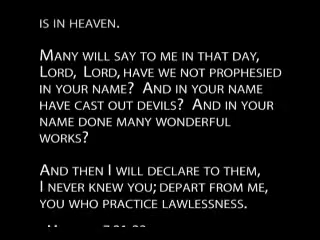 IS IN HEAVEN.
MANY WILL SAY TO ME IN THAT DAY,
LORD, LORD, HAVE WE NOT PROPHESIED
IN YOUR NAME? AND IN YOUR NAME
HAVE CAST OUT DEVILS? AND IN YOUR
NAME DONE MANY WONDERFUL
WORKS?
AND THEN I WILL DECLARE TO THEM,
I NEVER KNEW YOU; DEPART FROM ME,
YOU WHO PRACTICE LAWLESSNESS.